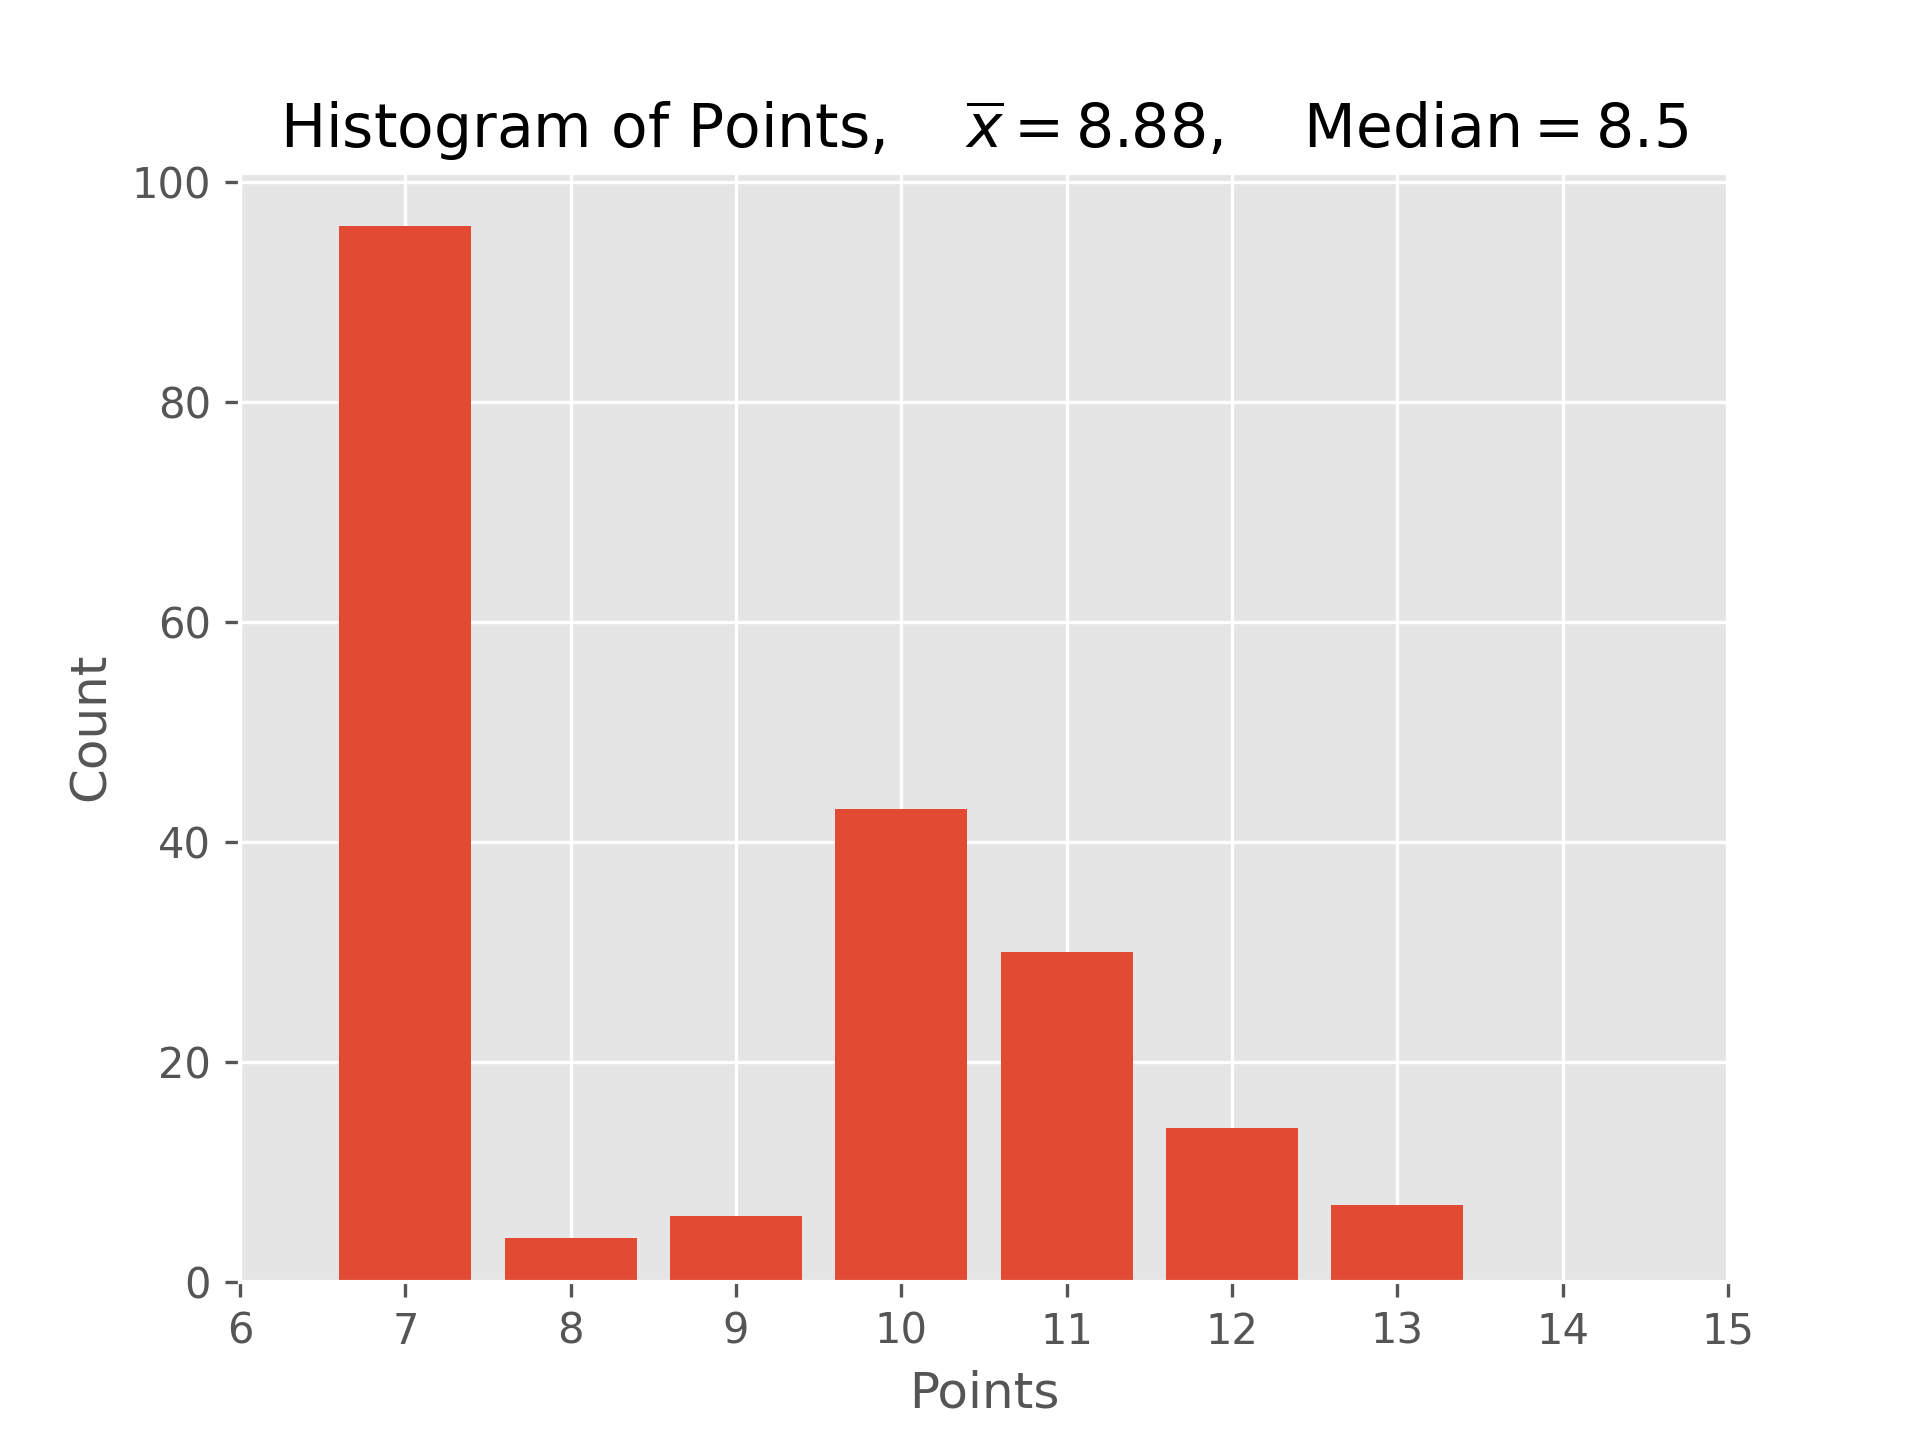 Histogram of Points, x̅ = 8.88, Median = 8.5
100
80
60
40
20
0
Count
6 7 8 9 10 11 12 13 14 15
Points